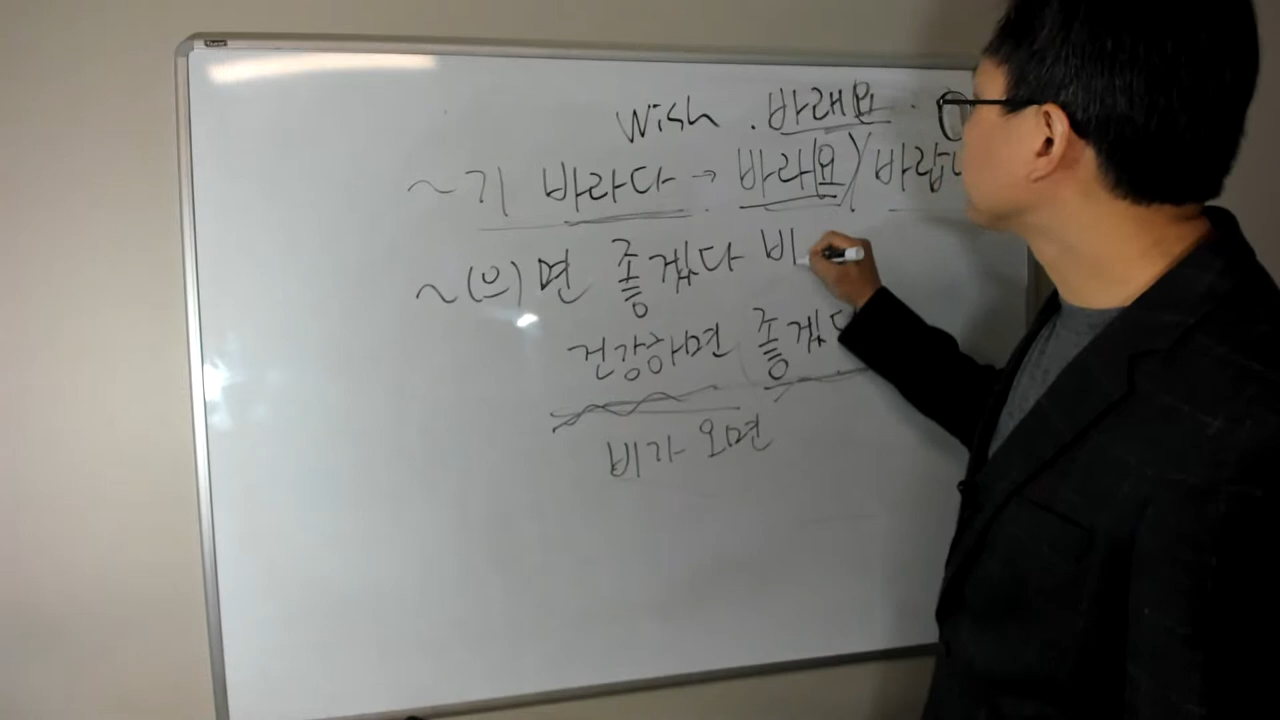 wish . 바래요 .
~기 바라다 → 바라요 / 바랍니
~(으)면 좋겠다 비
건강하면 좋겠다
비가 오면